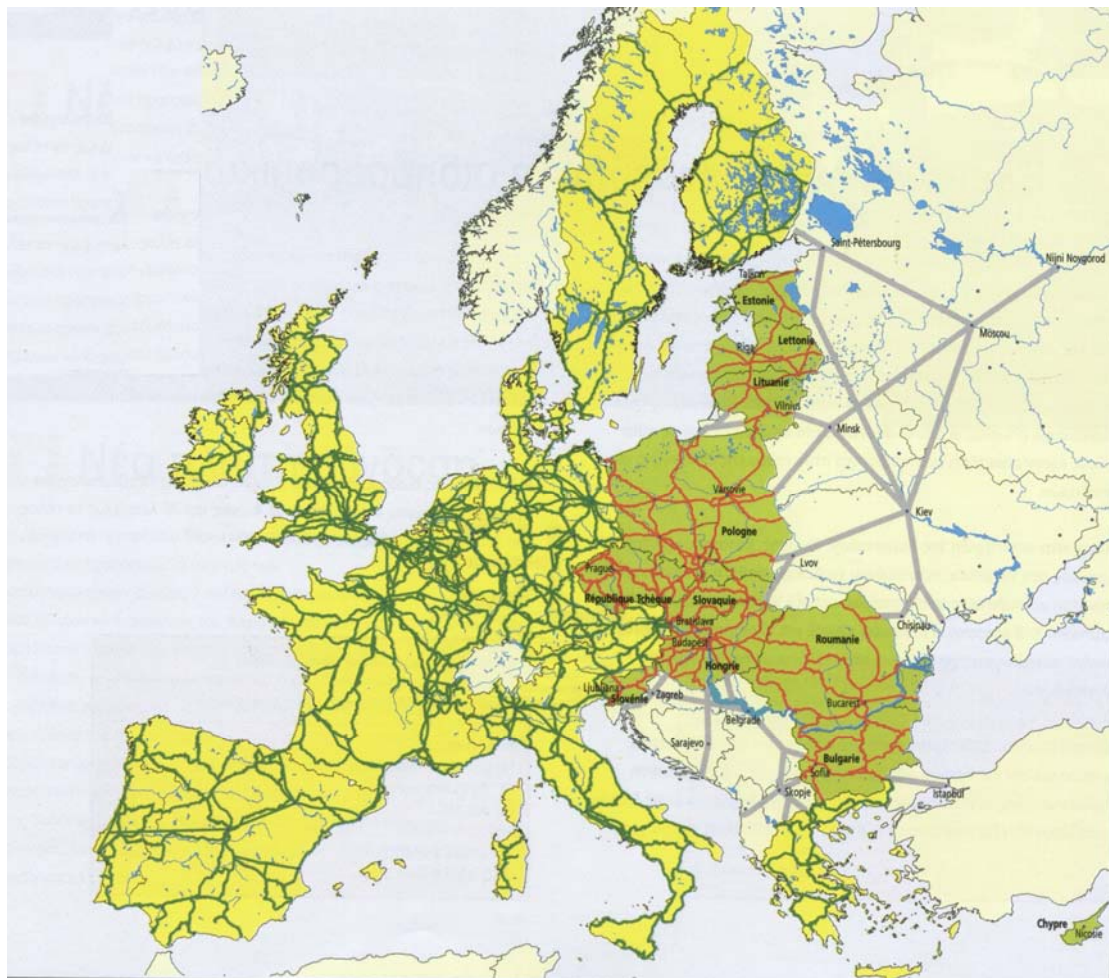 Saint-Pétersbourg
Nijni Novgorod
Tallinn
Estonie
Moscou
Riga
Lettonie
Lituanie
Vilnius
Minsk
Varsovie
Pologne
Kiev
Lvov
Prague
République Tchèque
Slovaquie
Bratislava
Budapest
Chisinau
Roumanie
Hongrie
Ljubljana
Slovénie
Zagreb
Bucarest
Belgrade
Sarajevo
Bulgarie
Sofia
Skopje
Istanbul
Chypre
Nicosie